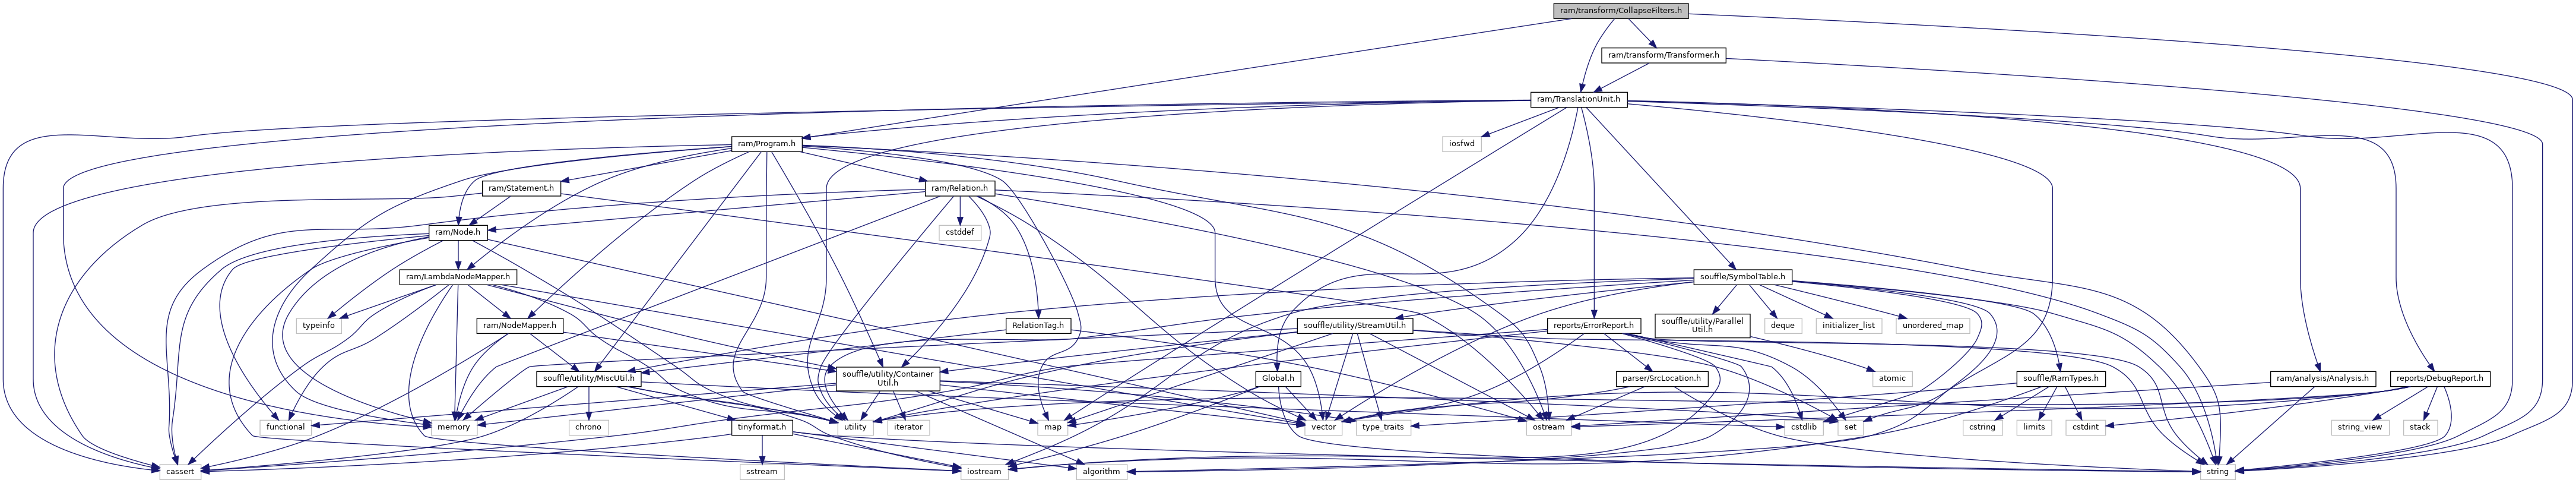 ram/transform/CollapseFilters.h
ram/transform/Transformer.h
ram/TranslationUnit.h
ram/Program.h
iosfwd
ram/Statement.h
ram/Relation.h
ram/Node.h
cstddef
ram/LambdaNodeMapper.h
souffle/SymbolTable.h
typeinfo
ram/NodeMapper.h
RelationTag.h
souffle/utility/StreamUtil.h
reports/ErrorReport.h
souffle/utility/Parallel
Util.h
deque
initializer_list
unordered_map
souffle/utility/MiscUtil.h
souffle/utility/Container
Util.h
Global.h
parser/SrcLocation.h
atomic
souffle/RamTypes.h
ram/analysis/Analysis.h
reports/DebugReport.h
functional
memory
chrono
tinyformat.h
utility
iterator
map
vector
type_traits
ostream
cstdlib
set
cstring
limits
cstdint
string_view
stack
cassert
sstream
iostream
algorithm
string